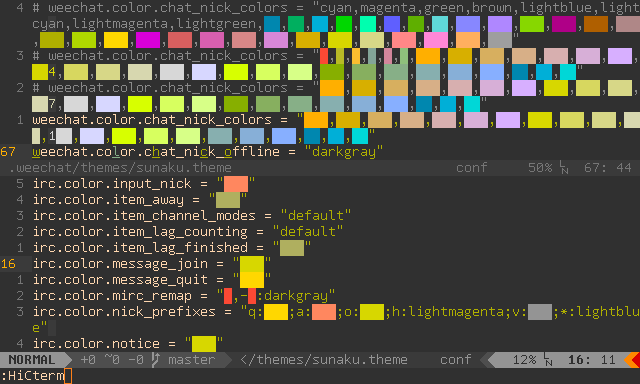 4 # weechat.color.chat_nick_colors = "cyan,magenta,green,brown,lightblue,light
cyan,lightmagenta,lightgreen,
3 # weechat.color.chat_nick_colors = "
4,
2 # weechat.color.chat_nick_colors = "
7,
1 weechat.color.chat_nick_colors = "
,1
67 weechat.color.chat_nick_offline = "darkgray"
.weechat/themes/sunaku.theme conf 50% LN 67: 44
5 irc.color.input_nick = " "
4 irc.color.item_away = " "
3 irc.color.item_channel_modes = "default"
2 irc.color.item_lag_counting = "default"
1 irc.color.item_lag_finished = " "
16 irc.color.message_join = " "
1 irc.color.message_quit = " "
2 irc.color.mirc_remap = " ,- :darkgray"
3 irc.color.nick_prefixes = "q: ;a: ;o: ;h:lightmagenta;v: ;*:lightblu
e"
4 irc.color.notice = " "
NORMAL +0 ~0 -0 master </themes/sunaku.theme conf 12% LN 16: 11
:HiCterm